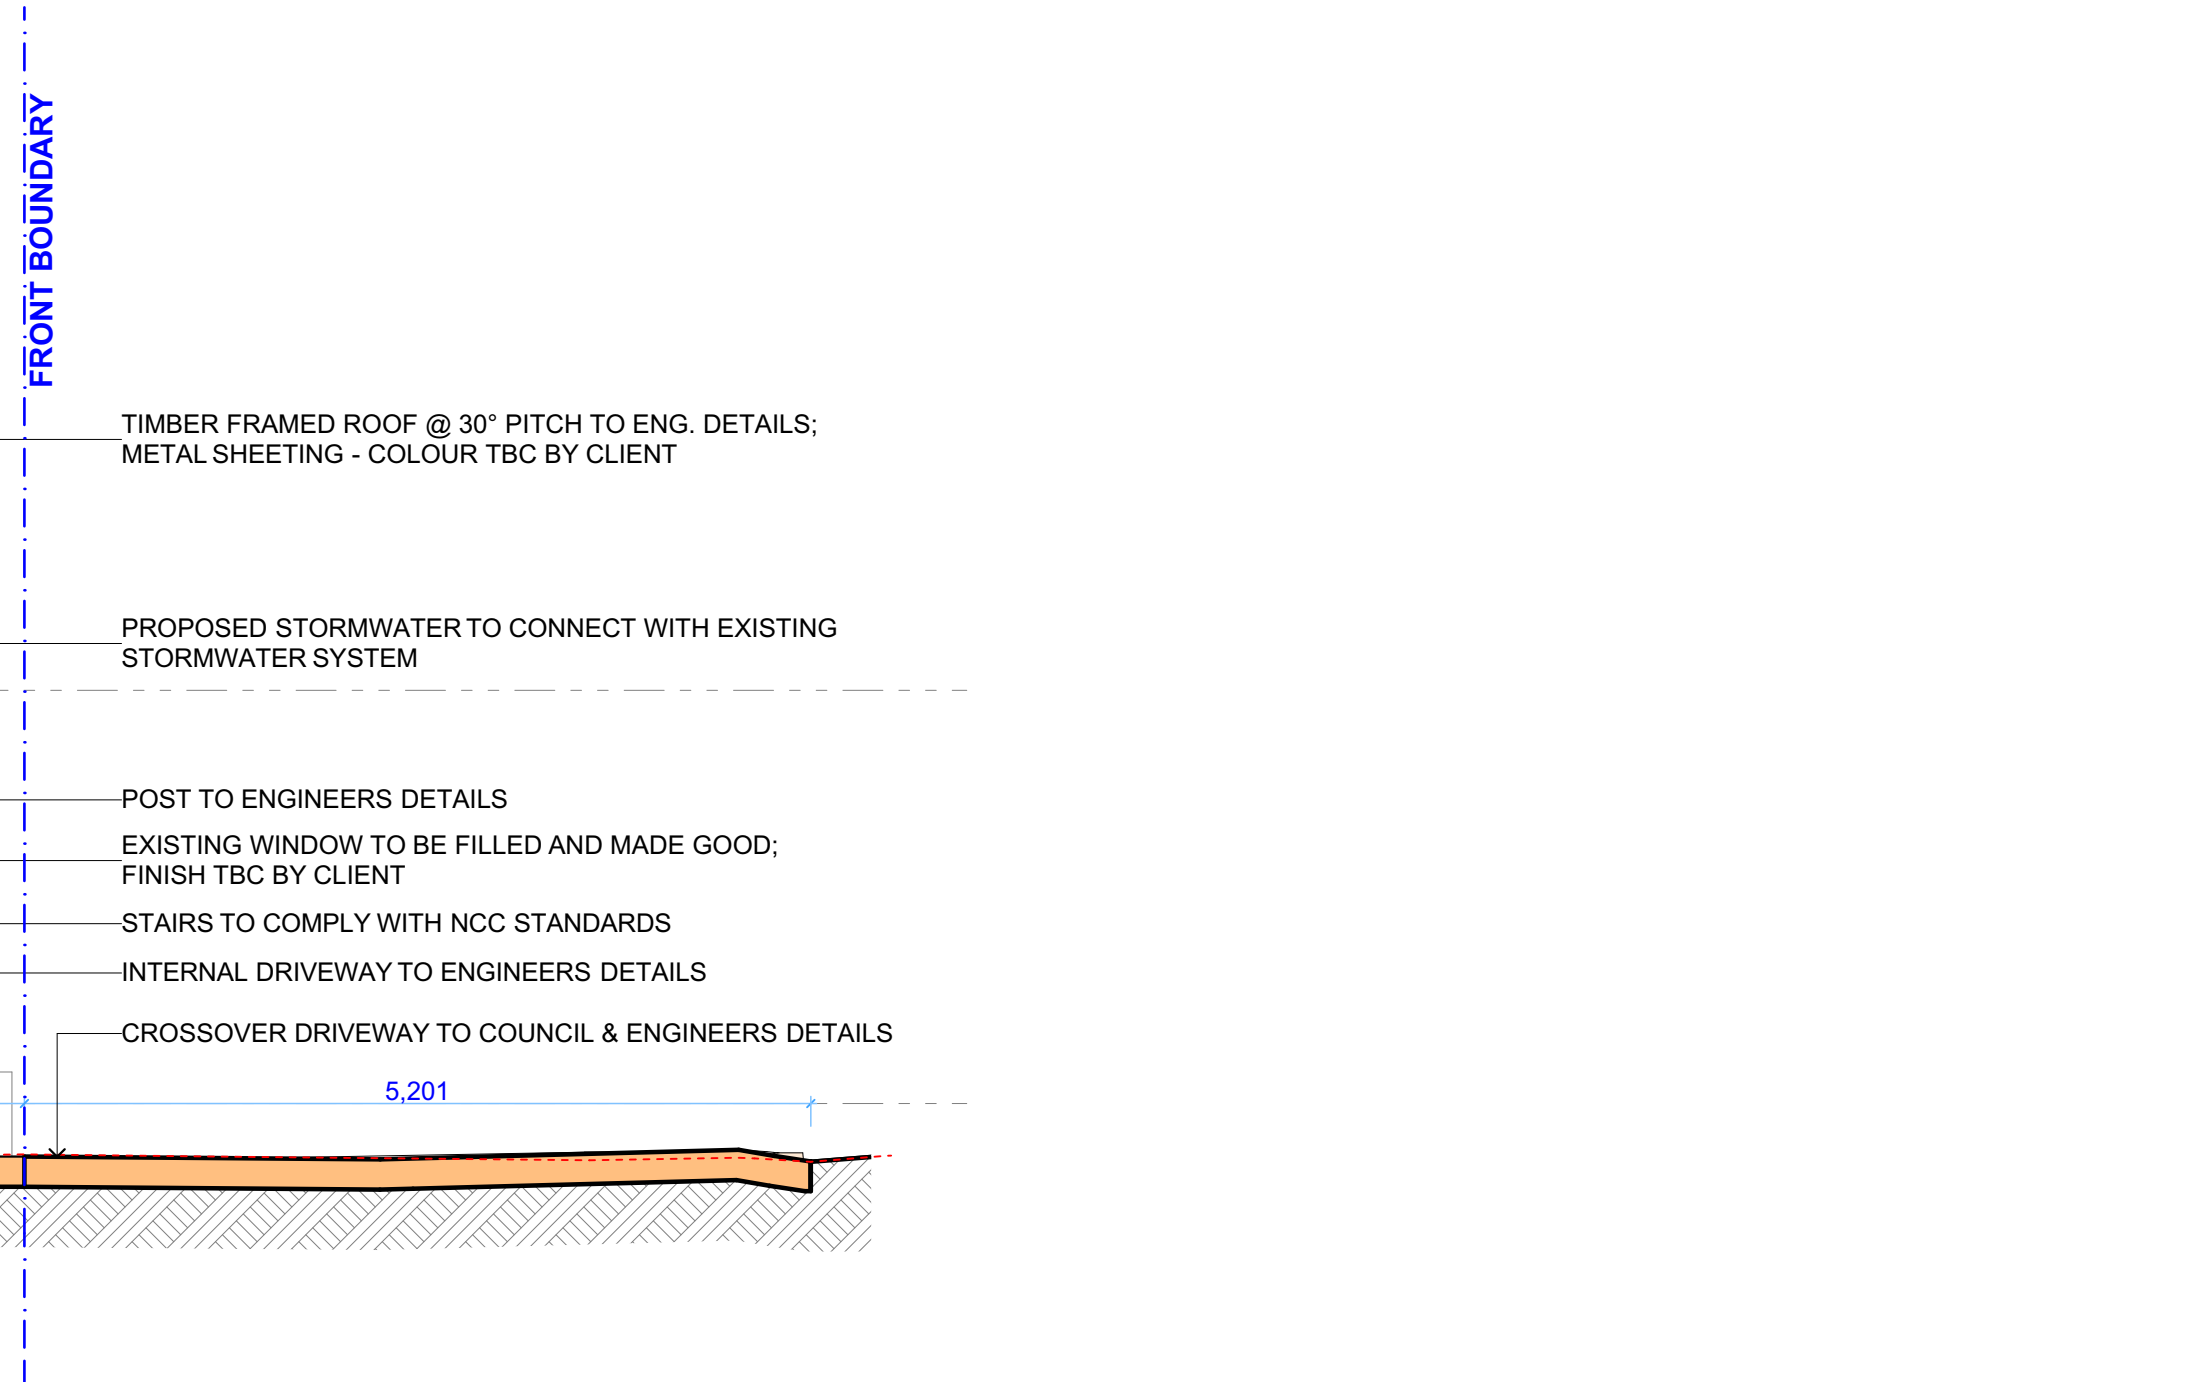 FRONT BOUNDARY
TIMBER FRAMED ROOF @ 30° PITCH TO ENG. DETAILS;
METAL SHEETING - COLOUR TBC BY CLIENT
PROPOSED STORMWATER TO CONNECT WITH EXISTING
STORMWATER SYSTEM
POST TO ENGINEERS DETAILS
EXISTING WINDOW TO BE FILLED AND MADE GOOD;
FINISH TBC BY CLIENT
STAIRS TO COMPLY WITH NCC STANDARDS
INTERNAL DRIVEWAY TO ENGINEERS DETAILS
CROSSOVER DRIVEWAY TO COUNCIL & ENGINEERS DETAILS
5,201